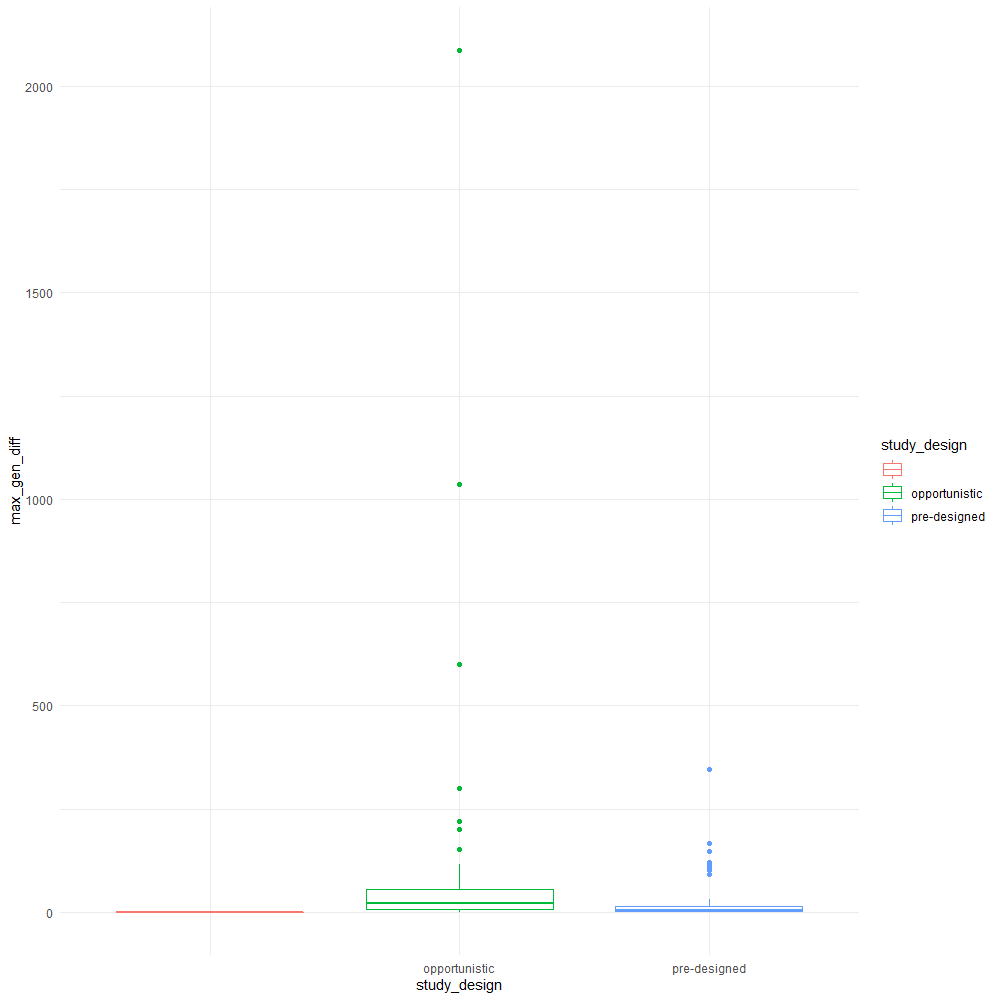 2000
1500
1000
500
0
max_gen_diff
opportunistic
pre-designed
study_design
study_design
opportunistic
pre-designed